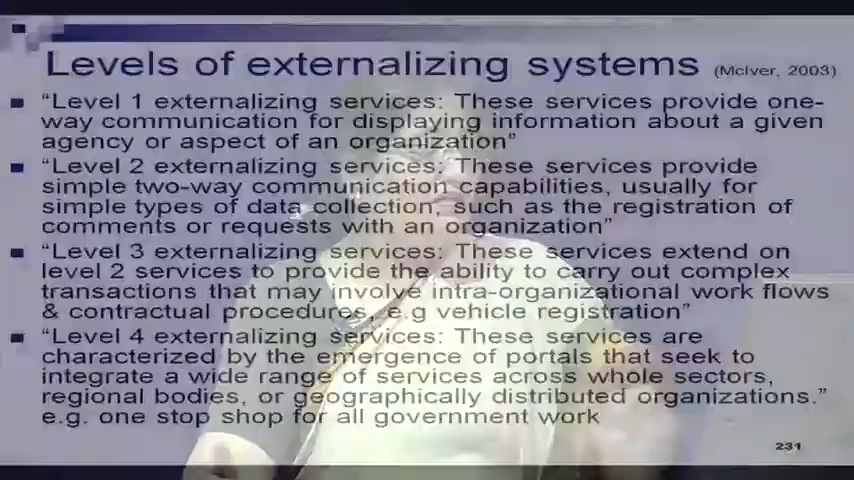 Levels of externalizing systems (McIver, 2003)
"Level 1 externalizing services: These services provide one-
way communication for displaying information about a given
agency or aspect of an organization"
"Level 2 externalizing services: These services provide
simple two-way communication capabilities, usually for
simple types of data collection, such as the registration of
comments or requests with an organization"
"Level 3 externalizing services: These services extend on
level 2 services to provide the ability to carry out complex
transactions that may involve intra-organizational work flows
& contractual procedures, e.g vehicle registration"
"Level 4 externalizing services: These services are
characterized by the emergence of portals that seek to
integrate a wide range of services across whole sectors,
regional bodies, or geographically distributed organizations."
e.g. one stop shop for all government work
231